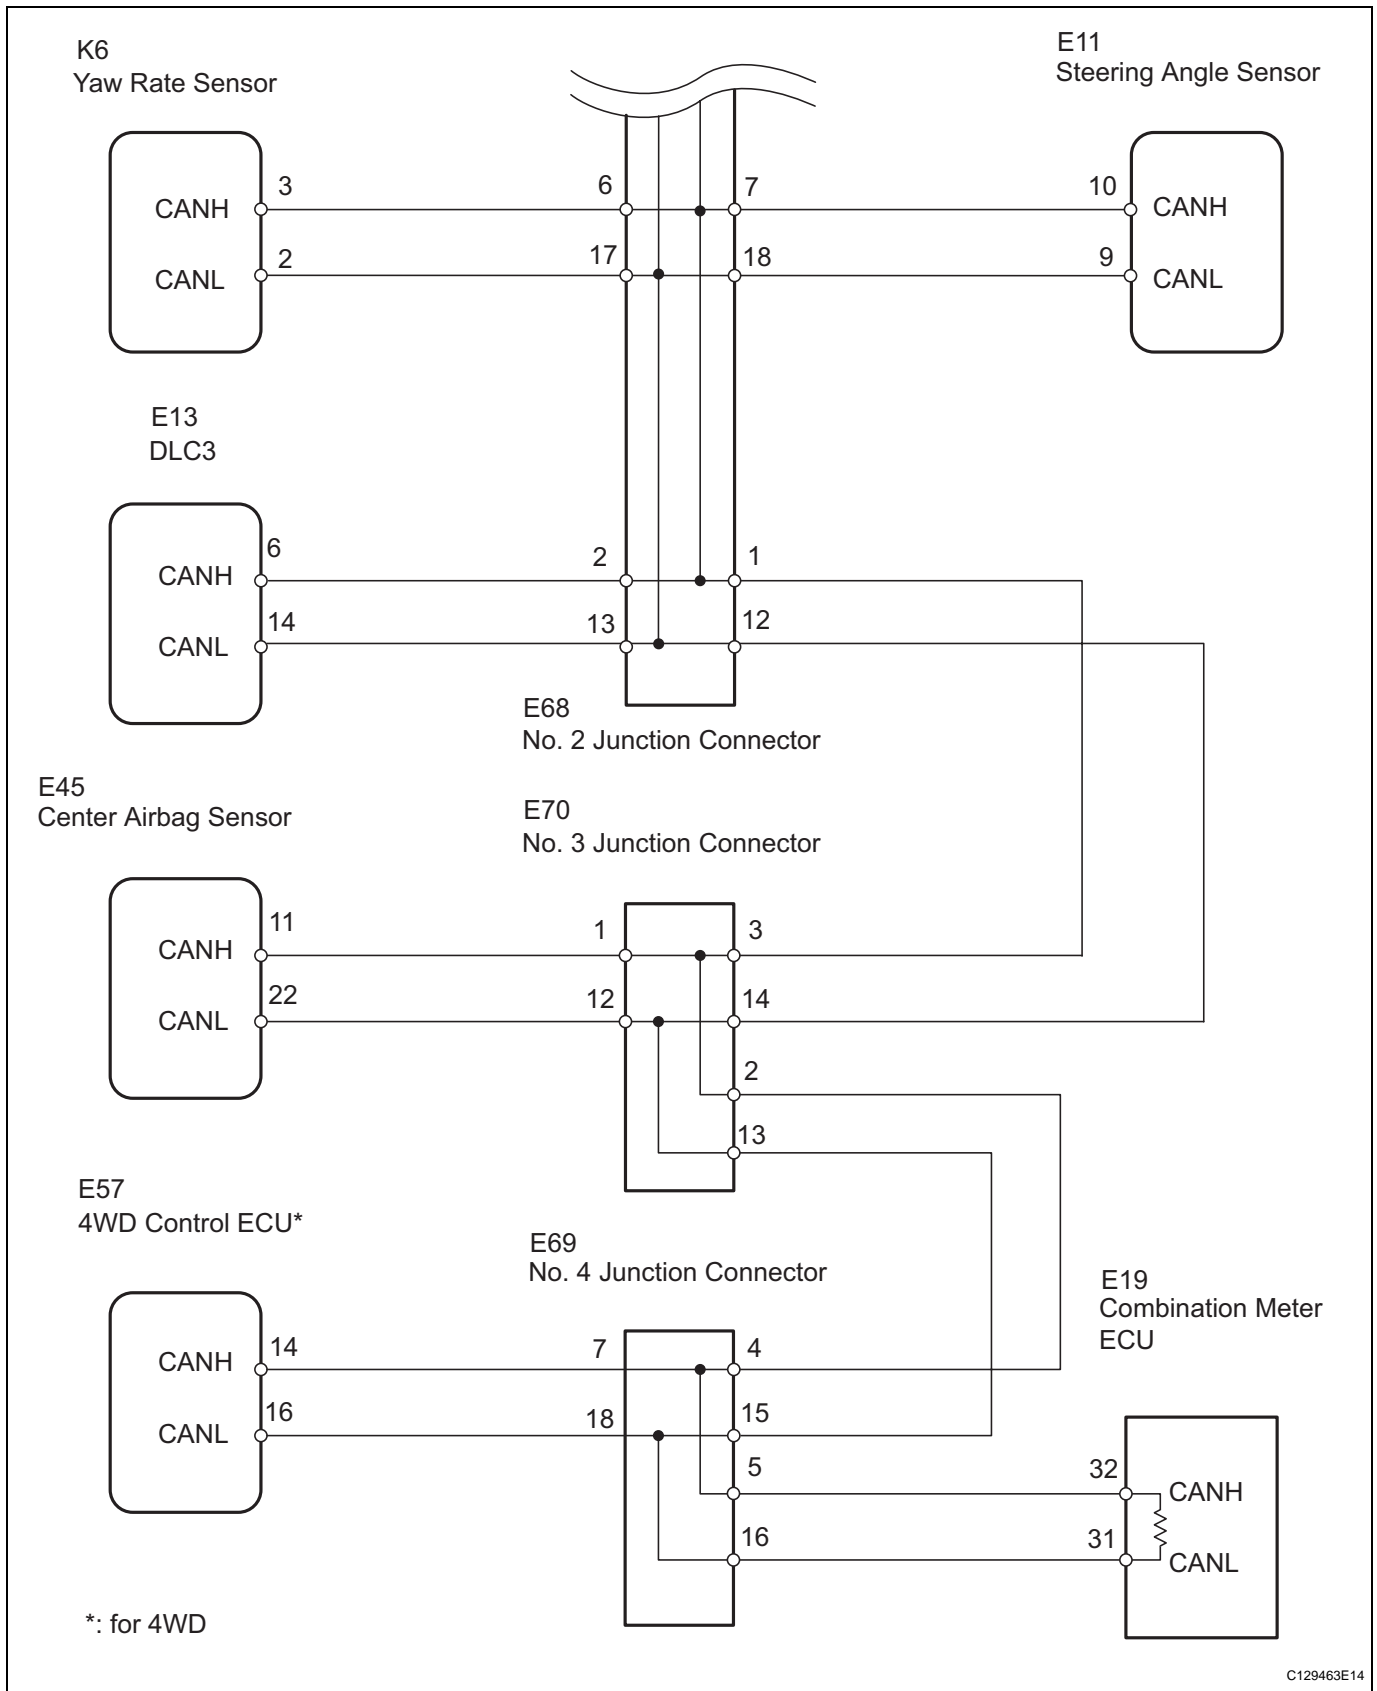 K6
Yaw Rate Sensor
E11
Steering Angle Sensor
3
6
7
10
CANH
CANH
2
17
18
9
CANL
CANL
E13
DLC3
6
2
1
CANH
14
13
12
CANL
E68
No. 2 Junction Connector
E45
Center Airbag Sensor
E70
No. 3 Junction Connector
11
1
3
CANH
22
12
14
CANL
2
13
E57
4WD Control ECU*
E69
No. 4 Junction Connector
E19
Combination Meter
ECU
14
7
4
CANH
16
18
15
CANL
5
32
CANH
16
31
CANL
*: for 4WD
C129463E14